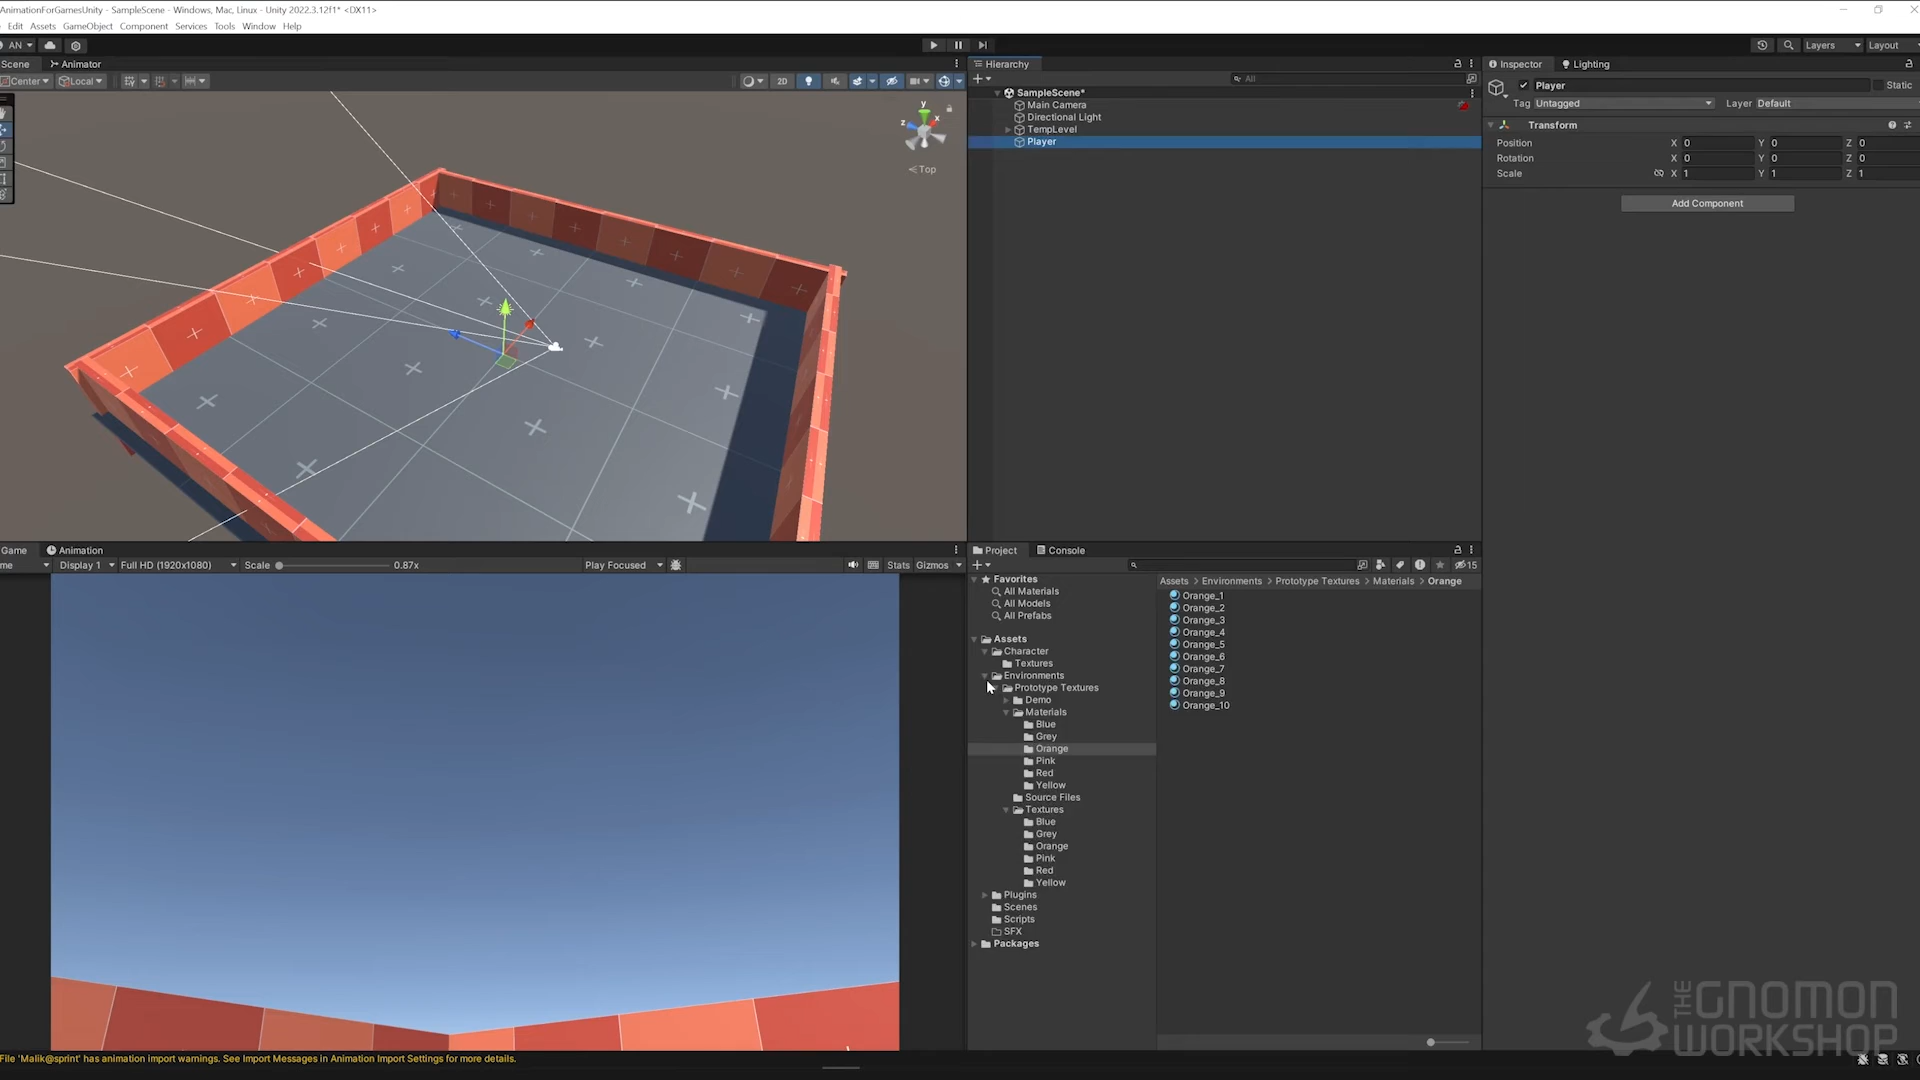 AnimationForGamesUnity - SampleScene - Windows, Mac, Linux - Unity 2022.3.12f1* <DX11>
Edit Assets GameObject Component Services Tools Window Help
AN
Layers
Layout
Scene
Animator
Center
Local
2D
y
x
z
Top
Hierarchy
All
SampleScene*
Main Camera
Directional Light
TempLevel
Player
Inspector
Lighting
Player
Static
Tag Untagged
Layer Default
Transform
Position X 0 Y 0 Z 0
Rotation X 0 Y 0 Z 0
Scale X 1 Y 1 Z 1
Add Component
Game
Animation
me
Display 1
Full HD (1920x1080)
Scale
0.87x
Play Focused
Stats
Gizmos
Project
Console
15
Favorites
All Materials
All Models
All Prefabs
Assets
Character
Textures
Environments
Prototype Textures
Demo
Materials
Blue
Grey
Orange
Pink
Red
Yellow
Source Files
Textures
Blue
Grey
Orange
Pink
Red
Yellow
Plugins
Scenes
Scripts
SFX
Packages
Assets > Environments > Prototype Textures > Materials > Orange
Orange_1
Orange_2
Orange_3
Orange_4
Orange_5
Orange_6
Orange_7
Orange_8
Orange_9
Orange_10
File 'Malik@sprint' has animation import warnings. See Import Messages in Animation Import Settings for more details.
THE GNOMON
WORKSHOP